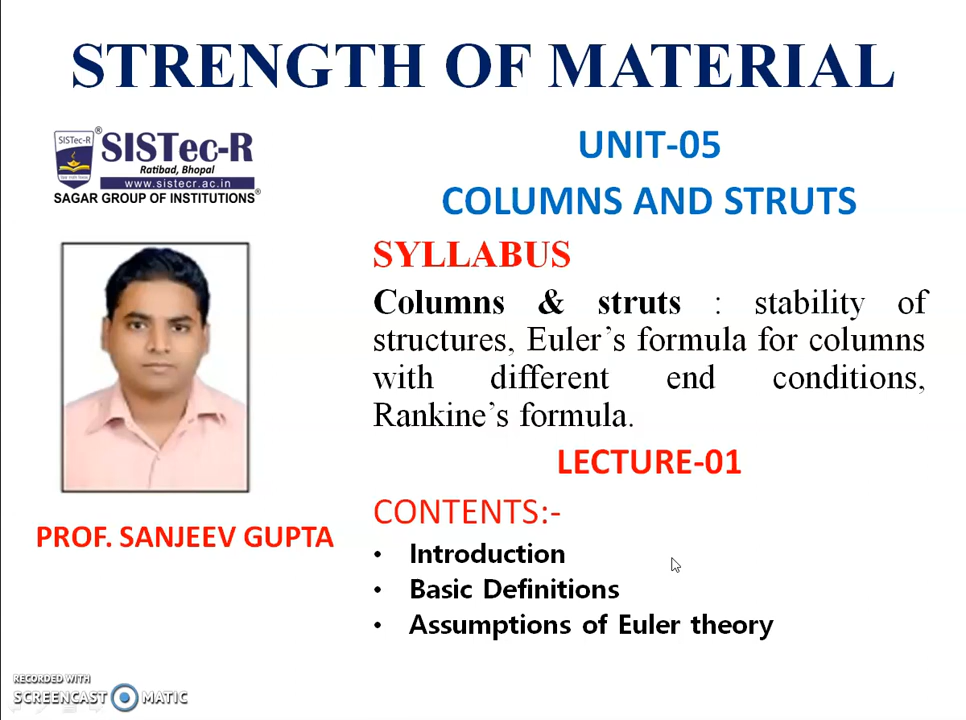 STRENGTH OF MATERIAL
SISTec-R
®
SISTec-R
Ratibad, Bhopal
www.sistecr.ac.in
SAGAR GROUP OF INSTITUTIONS®
UNIT-05
COLUMNS AND STRUTS
SYLLABUS
Columns & struts : stability of
structures, Euler’s formula for columns
with different end conditions,
Rankine’s formula.
LECTURE-01
PROF. SANJEEV GUPTA
CONTENTS:-
• Introduction
• Basic Definitions
• Assumptions of Euler theory
RECORDED WITH
SCREENCAST MATIC